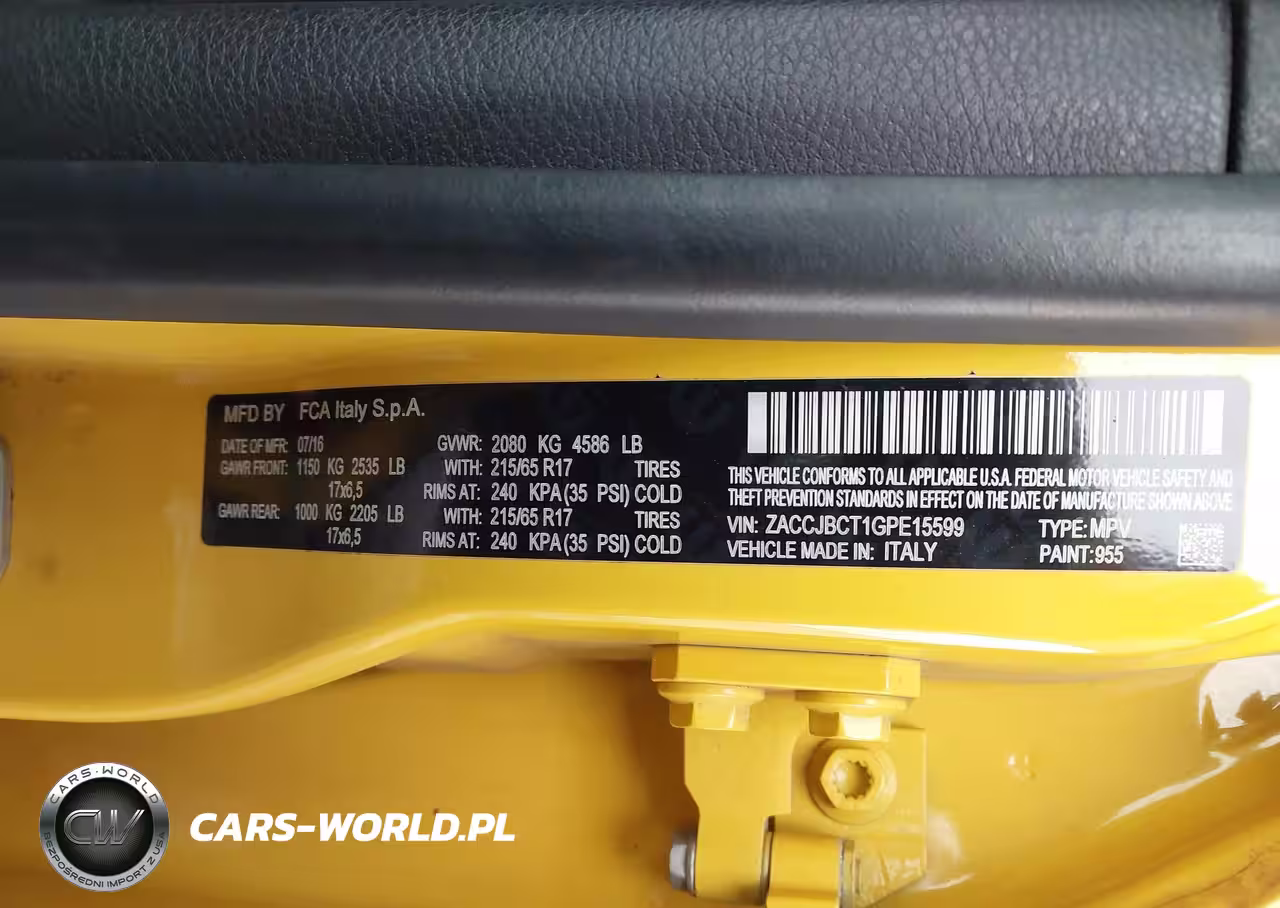 MFD BY FCA Italy S.p.A.
DATE OF MFR: 07/16 GVWR: 2080 KG 4586 LB
GAWR FRONT: 1150 KG 2535 LB WITH: 215/65 R17 TIRES
17x6,5 RIMS AT: 240 KPA (35 PSI) COLD
GAWR REAR: 1000 KG 2205 LB WITH: 215/65 R17 TIRES
17x6,5 RIMS AT: 240 KPA (35 PSI) COLD
THIS VEHICLE CONFORMS TO ALL APPLICABLE U.S.A. FEDERAL MOTOR VEHICLE SAFETY AND
THEFT PREVENTION STANDARDS IN EFFECT ON THE DATE OF MANUFACTURE SHOWN ABOVE
VIN: ZACCJBCT1GPE15599 TYPE: MPV
VEHICLE MADE IN: ITALY PAINT: 955
CARS-WORLD
CW
BEZPOŚREDNI IMPORT Z USA
CARS-WORLD.PL